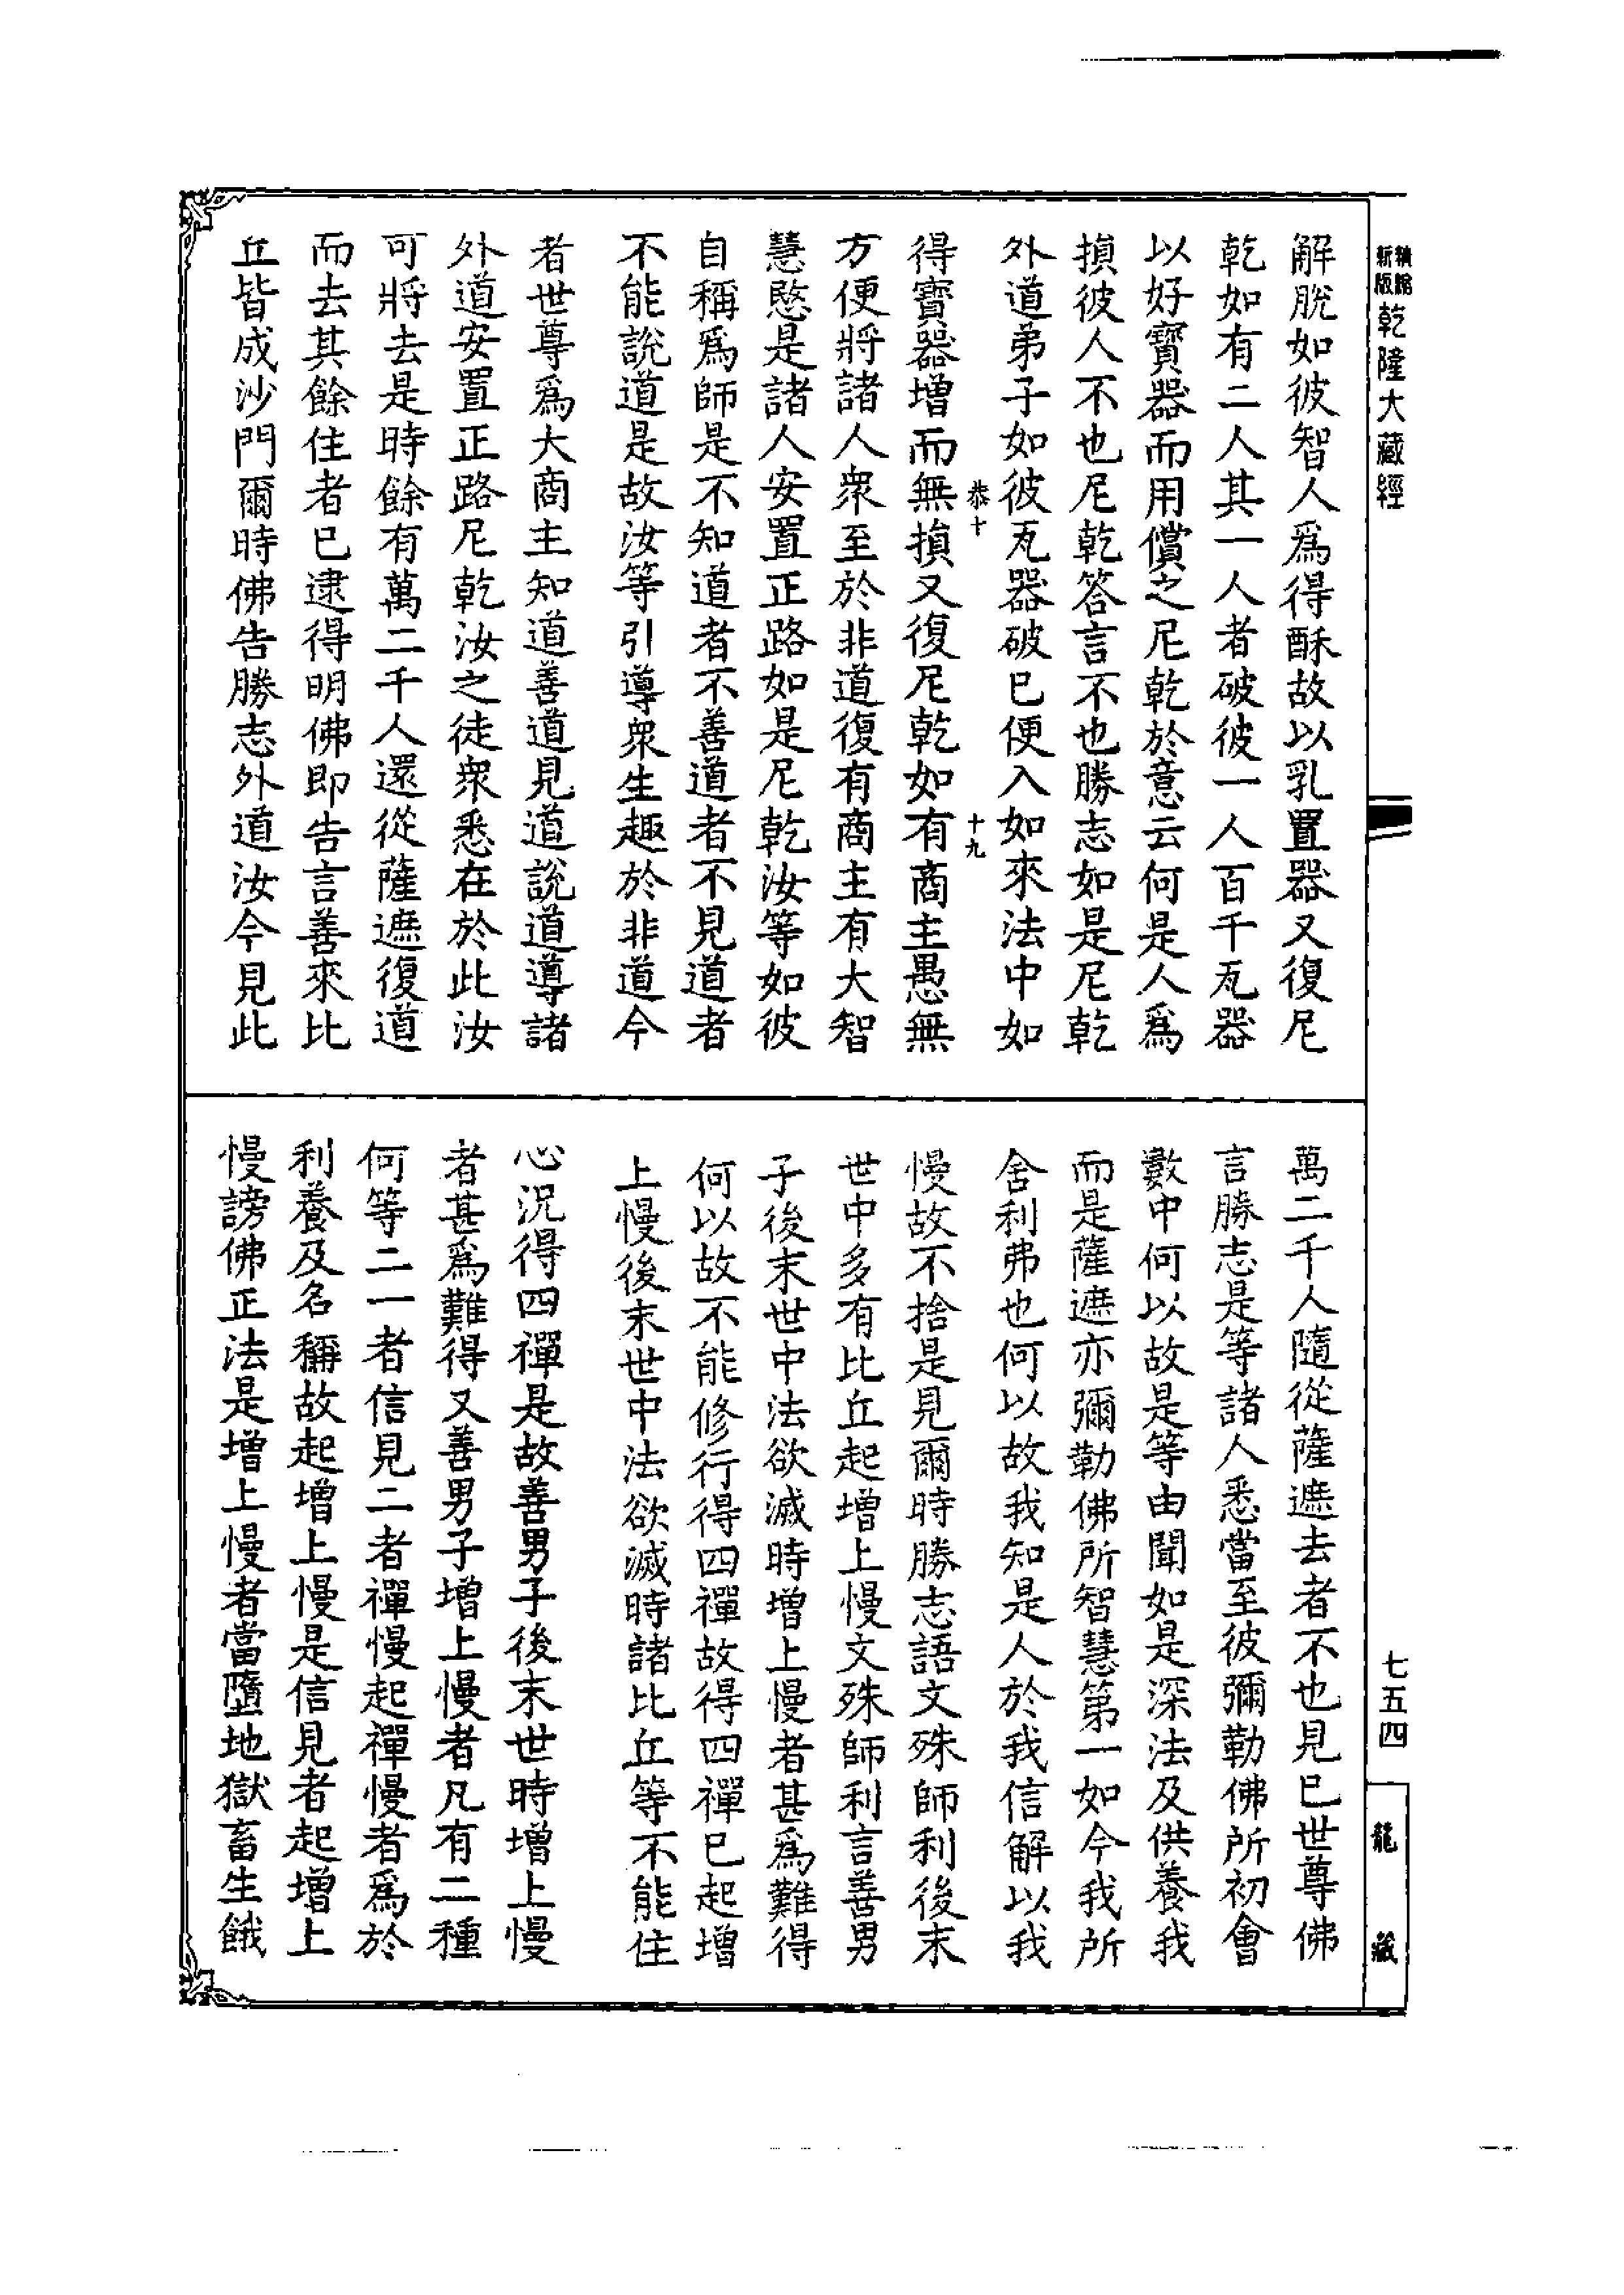 精縮
新版
乾隆大藏經
解脫如彼智人爲得酥故以乳置器又復尼
乾如有二人其一人者破彼一人百千瓦器
以好寶器而用償之尼乾於意云何是人爲
損彼人不也尼乾答言不也勝志如是尼乾
外道弟子如彼瓦器破已便入如來法中如
恭十
十九
得寶器增而無損又復尼乾如有商主愚無
方便將諸人衆至於非道復有商主有大智
慧愍是諸人安置正路如是尼乾汝等如彼
自稱爲師是不知道者不善道者不見道者
不能說道是故汝等引導衆生趣於非道今
者世尊爲大商主知道善道見道說道導諸
外道安置正路尼乾汝之徒衆悉在於此汝
可將去是時餘有萬二千人還從薩遮復道
而去其餘住者已逮得明佛即告言善來比
丘皆成沙門爾時佛告勝志外道汝今見此
萬二千人隨從薩遮去者不也見已世尊佛
言勝志是等諸人悉當至彼彌勒佛所初會
數中何以故是等由聞如是深法及供養我
而是薩遮亦彌勒佛所智慧第一如今我所
舍利弗也何以故我知是人於我信解以我
慢故不捨是見爾時勝志語文殊師利後末
世中多有比丘起增上慢文殊師利言善男
子後末世中法欲滅時增上慢者甚爲難得
何以故不能修行得四禪故得四禪已起增
上慢後末世中法欲滅時諸比丘等不能住
心況得四禪是故善男子後末世時增上慢
者甚爲難得又善男子增上慢者凡有二種
何等二一者信見二者禪慢起禪慢者爲於
利養及名稱故起增上慢是信見者起增上
慢謗佛正法是增上慢者當墮地獄畜生餓
七五四
龍藏